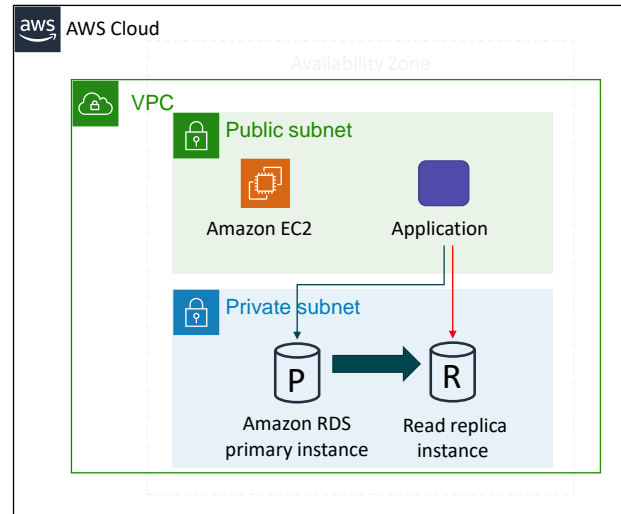 aws
AWS Cloud
Availability Zone
VPC
Public subnet
Amazon EC2
Application
Private subnet
P
R
Amazon RDS
primary instance
Read replica
instance